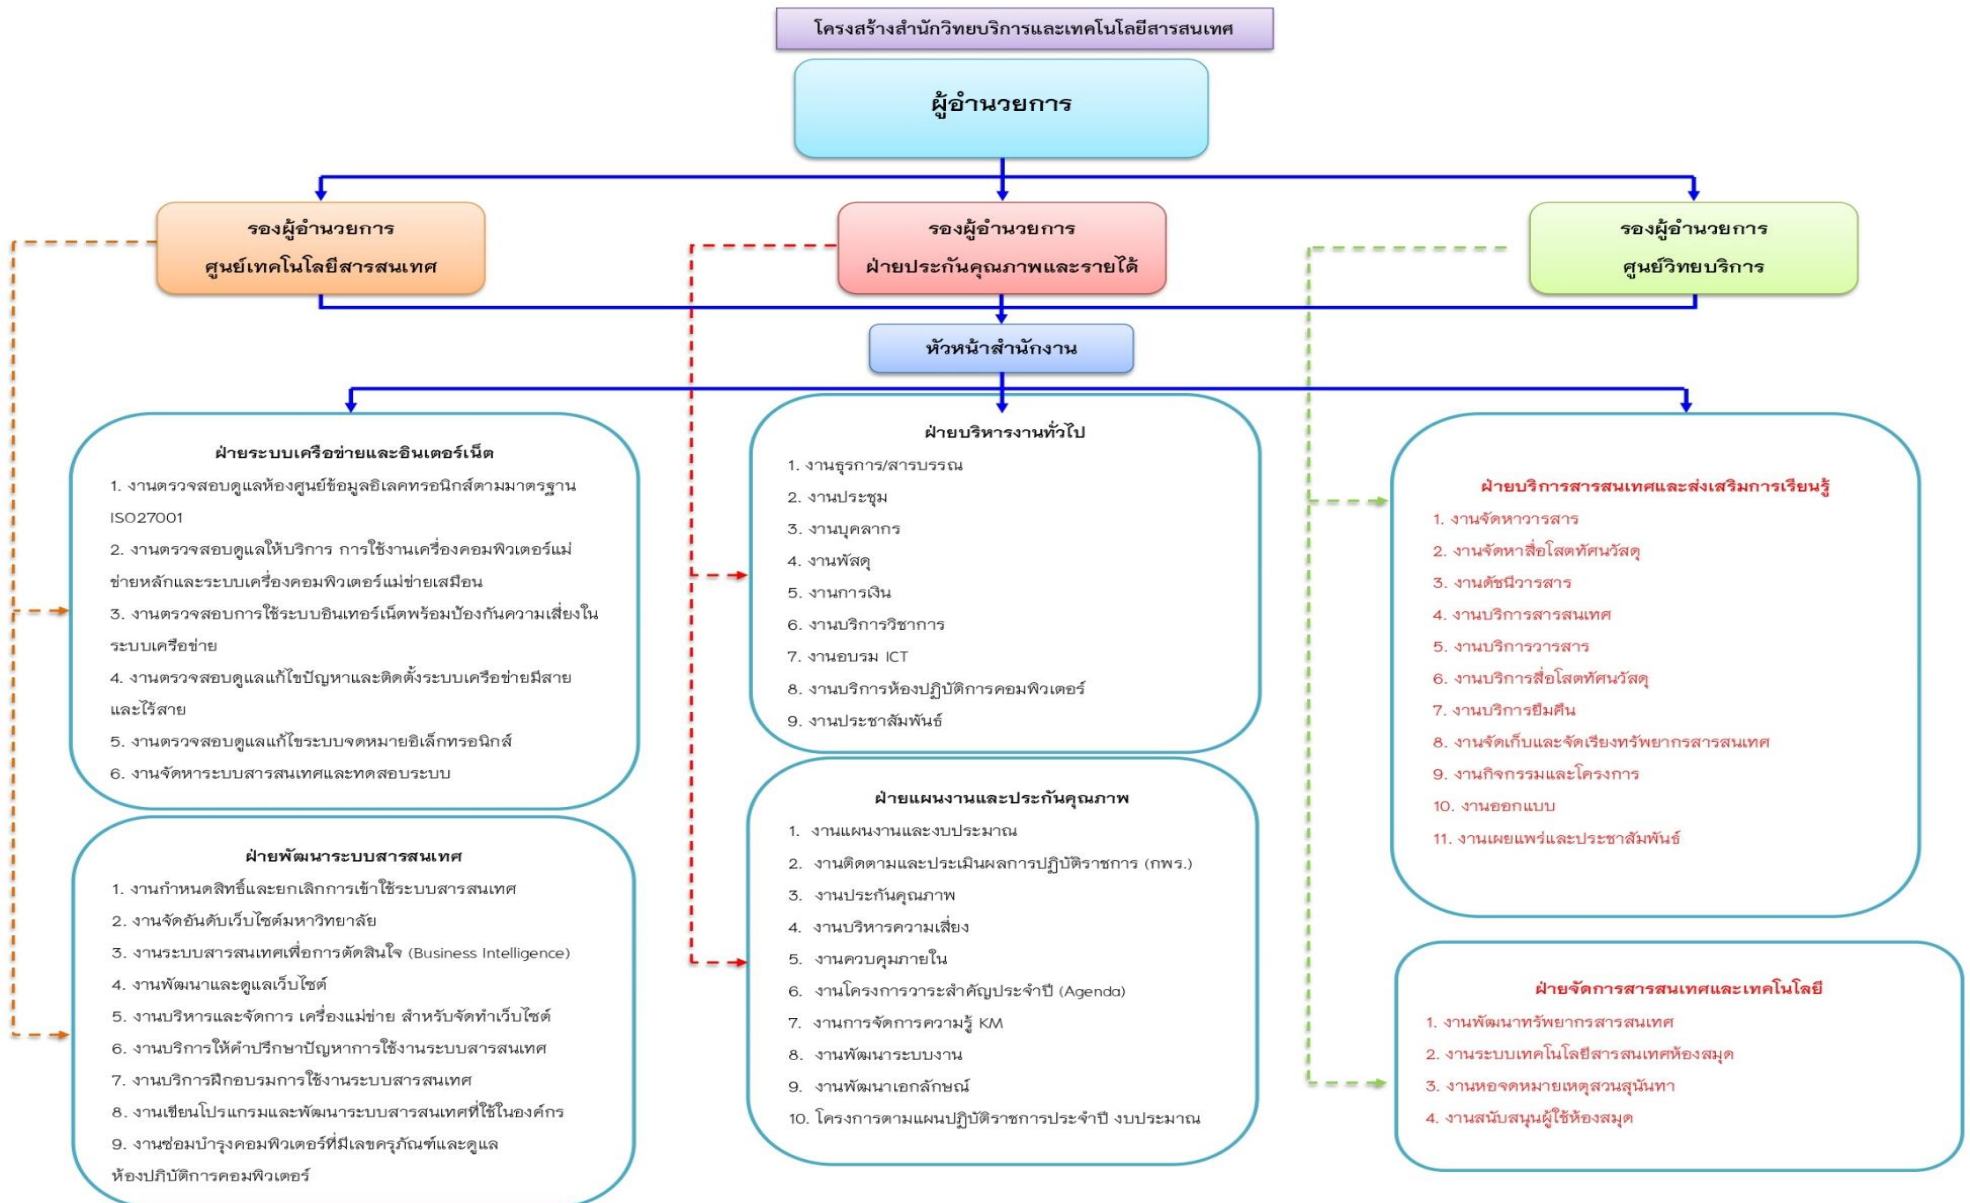 โครงสร้างสำนักวิทยบริการและเทคโนโลยีสารสนเทศ
ผู้อำนวยการ
รองผู้อำนวยการ
ศูนย์เทคโนโลยีสารสนเทศ
รองผู้อำนวยการ
ฝ่ายประกันคุณภาพและรายได้
รองผู้อำนวยการ
ศูนย์วิทยบริการ
หัวหน้าสำนักงาน
ฝ่ายระบบเครือข่ายและอินเตอร์เน็ต
1. งานตรวจสอบดูแลห้องศูนย์ข้อมูลอิเลคทรอนิกส์ตามมาตรฐาน
ISO27001
2. งานตรวจสอบดูแลให้บริการ การใช้งานเครื่องคอมพิวเตอร์แม่
ข่ายหลักและระบบเครื่องคอมพิวเตอร์แม่ข่ายเสมือน
3. งานตรวจสอบการใช้ระบบอินเทอร์เน็ตพร้อมป้องกันความเสี่ยงใน
ระบบเครือข่าย
4. งานตรวจสอบดูแลแก้ไขปัญหาและติดตั้งระบบเครือข่ายมีสาย
และไร้สาย
5. งานตรวจสอบดูแลแก้ไขระบบจดหมายอิเล็กทรอนิกส์
6. งานจัดหาระบบสารสนเทศและทดสอบระบบ
ฝ่ายพัฒนาระบบสารสนเทศ
1. งานกำหนดสิทธิ์และยกเลิกการเข้าใช้ระบบสารสนเทศ
2. งานจัดอันดับเว็บไซต์มหาวิทยาลัย
3. งานระบบสารสนเทศเพื่อการตัดสินใจ (Business Intelligence)
4. งานพัฒนาและดูแลเว็บไซต์
5. งานบริหารและจัดการ เครื่องแม่ข่าย สำหรับจัดทำเว็บไซต์
6. งานบริการให้คำปรึกษาปัญหาการใช้งานระบบสารสนเทศ
7. งานบริการฝึกอบรมการใช้งานระบบสารสนเทศ
8. งานเขียนโปรแกรมและพัฒนาระบบสารสนเทศที่ใช้ในองค์กร
9. งานซ่อมบำรุงคอมพิวเตอร์ที่มีเลขครุภัณฑ์และดูแล
ห้องปฏิบัติการคอมพิวเตอร์
ฝ่ายบริหารงานทั่วไป
1. งานธุรการ/สารบรรณ
2. งานประชุม
3. งานบุคลากร
4. งานพัสดุ
5. งานการเงิน
6. งานบริการวิชาการ
7. งานอบรม ICT
8. งานบริการห้องปฏิบัติการคอมพิวเตอร์
9. งานประชาสัมพันธ์
ฝ่ายแผนงานและประกันคุณภาพ
1. งานแผนงานและงบประมาณ
2. งานติดตามและประเมินผลการปฏิบัติราชการ (กพร.)
3. งานประกันคุณภาพ
4. งานบริหารความเสี่ยง
5. งานควบคุมภายใน
6. งานโครงการวาระสำคัญประจำปี (Agenda)
7. งานการจัดการความรู้ KM
8. งานพัฒนาระบบงาน
9. งานพัฒนาเอกลักษณ์
10. โครงการตามแผนปฏิบัติราชการประจำปี งบประมาณ
ฝ่ายบริการสารสนเทศและส่งเสริมการเรียนรู้
1. งานจัดหาวารสาร
2. งานจัดหาสื่อโสตทัศนวัสดุ
3. งานดัชนีวารสาร
4. งานบริการสารสนเทศ
5. งานบริการวารสาร
6. งานบริการสื่อโสตทัศนวัสดุ
7. งานบริการยืมคืน
8. งานจัดเก็บและจัดเรียงทรัพยากรสารสนเทศ
9. งานกิจกรรมและโครงการ
10. งานออกแบบ
11. งานเผยแพร่และประชาสัมพันธ์
ฝ่ายจัดการสารสนเทศและเทคโนโลยี
1. งานพัฒนาทรัพยากรสารสนเทศ
2. งานระบบเทคโนโลยีสารสนเทศห้องสมุด
3. งานหอจดหมายเหตุสวนสุนันทา
4. งานสนับสนุนผู้ใช้ห้องสมุด